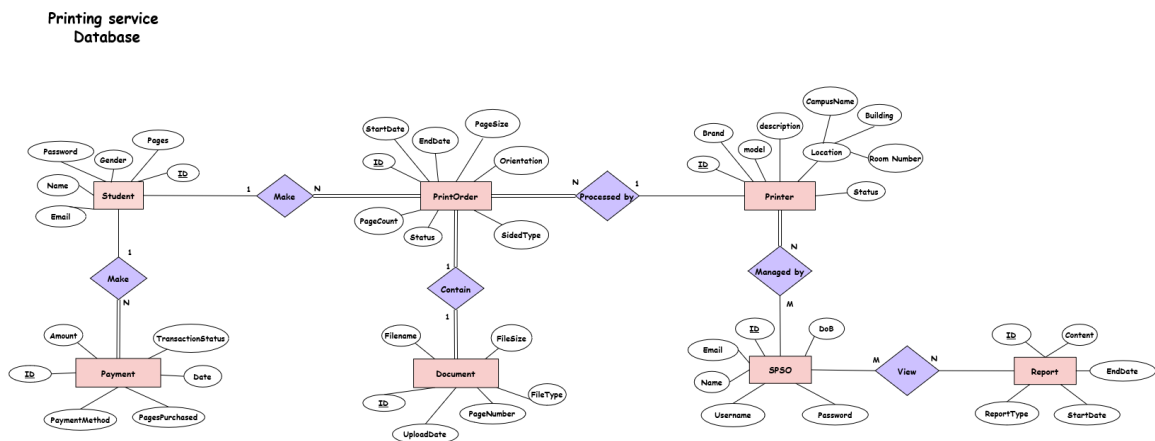 Printing service
Database
CampusName
Building
PageSize
description
StartDate
EndDate
Brand
Pages
Password
Gender
model
Location
Orientation
Room Number
ID
ID
ID
Name
Student
1
Make
N
PrintOrder
N
Processed by
1
Printer
Status
Email
PageCount
Status
SidedType
1
N
Make
N
1
Contain
1
Managed by
M
Amount
TransactionStatus
Filename
FileSize
ID
DoB
Email
ID
Content
ID
Payment
Date
Document
Name
SPSO
M
View
N
Report
EndDate
PaymentMethod
PagesPurchased
ID
UploadDate
PageNumber
FileType
Username
Password
ReportType
StartDate